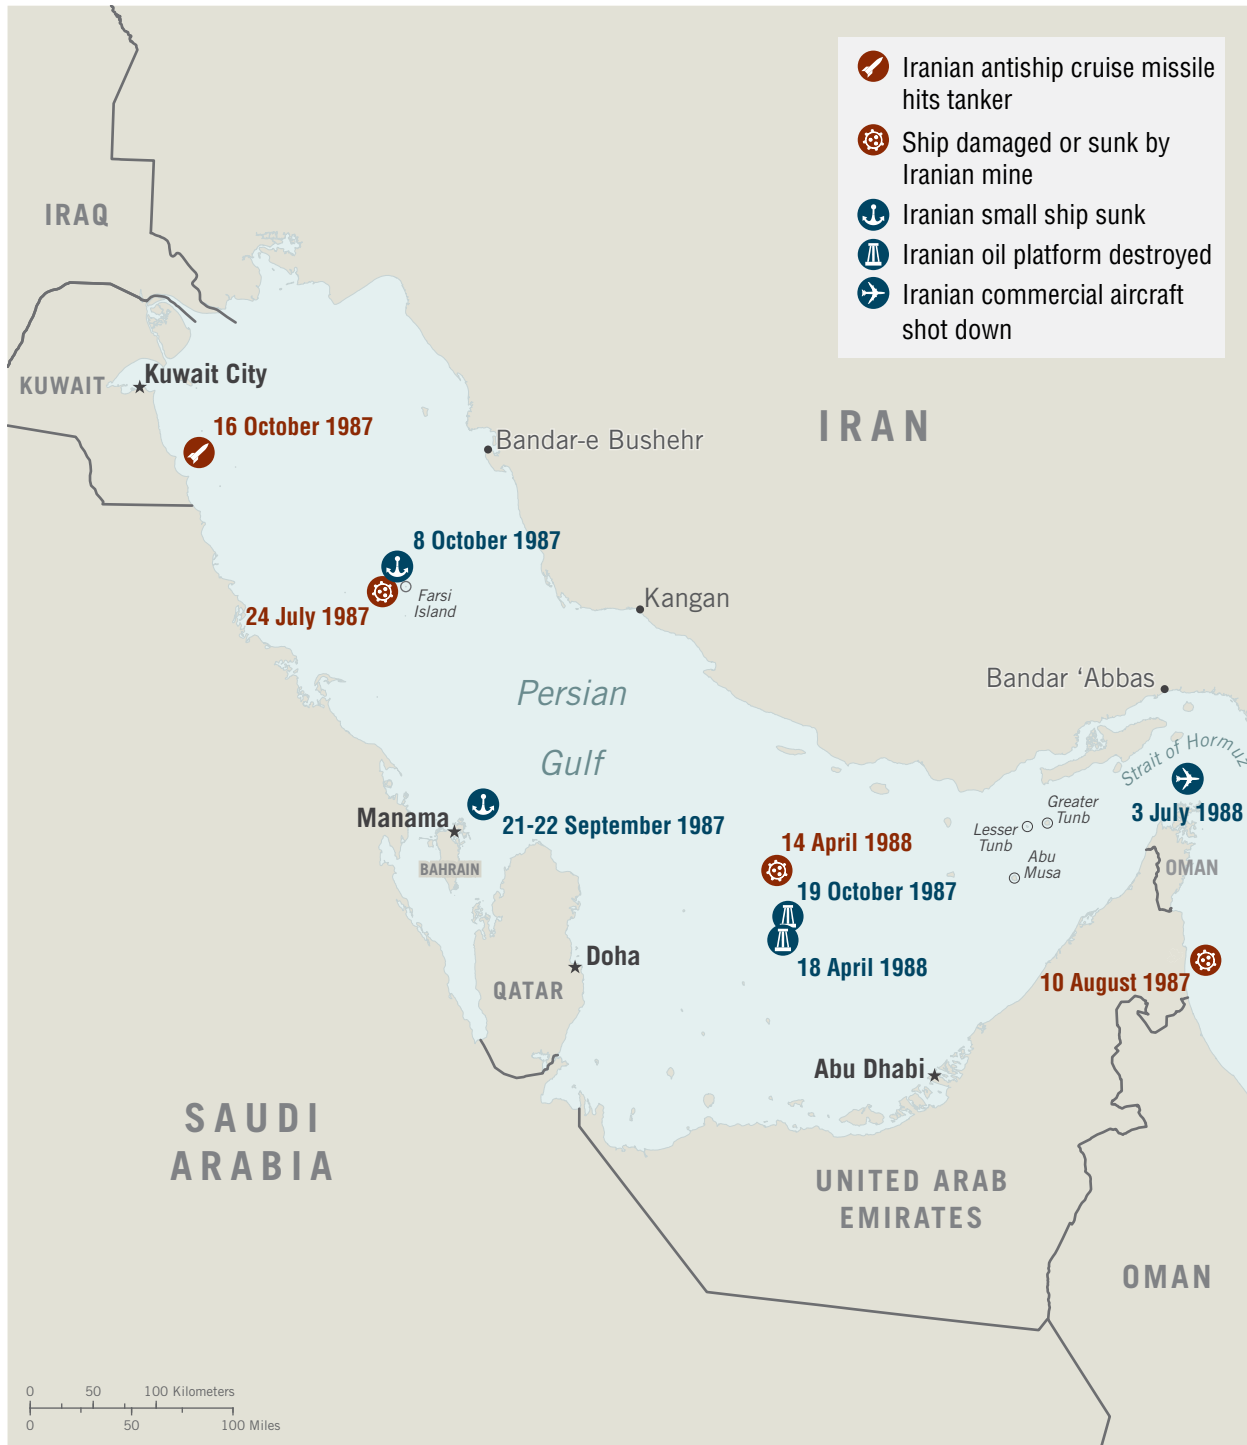 Iranian antiship cruise missile
hits tanker
Ship damaged or sunk by
Iranian mine
Iranian small ship sunk
Iranian oil platform destroyed
Iranian commercial aircraft
shot down
IRAQ
KUWAIT
Kuwait City
16 October 1987
IRAN
Bandar-e Bushehr
8 October 1987
Farsi
Island
24 July 1987
Kangan
Bandar ‘Abbas
Persian
Gulf
Strait of Hormuz
3 July 1988
Greater
Tunb
Lesser
Tunb
Abu
Musa
Manama
21-22 September 1987
BAHRAIN
14 April 1988
19 October 1987
18 April 1988
OMAN
Doha
QATAR
10 August 1987
Abu Dhabi
SAUDI
ARABIA
UNITED ARAB
EMIRATES
OMAN
0 50 100 Kilometers
0 50 100 Miles